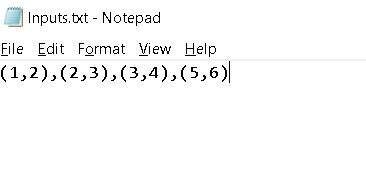 Inputs.txt - Notepad
File Edit Format View Help
(1,2),(2,3),(3,4),(5,6)